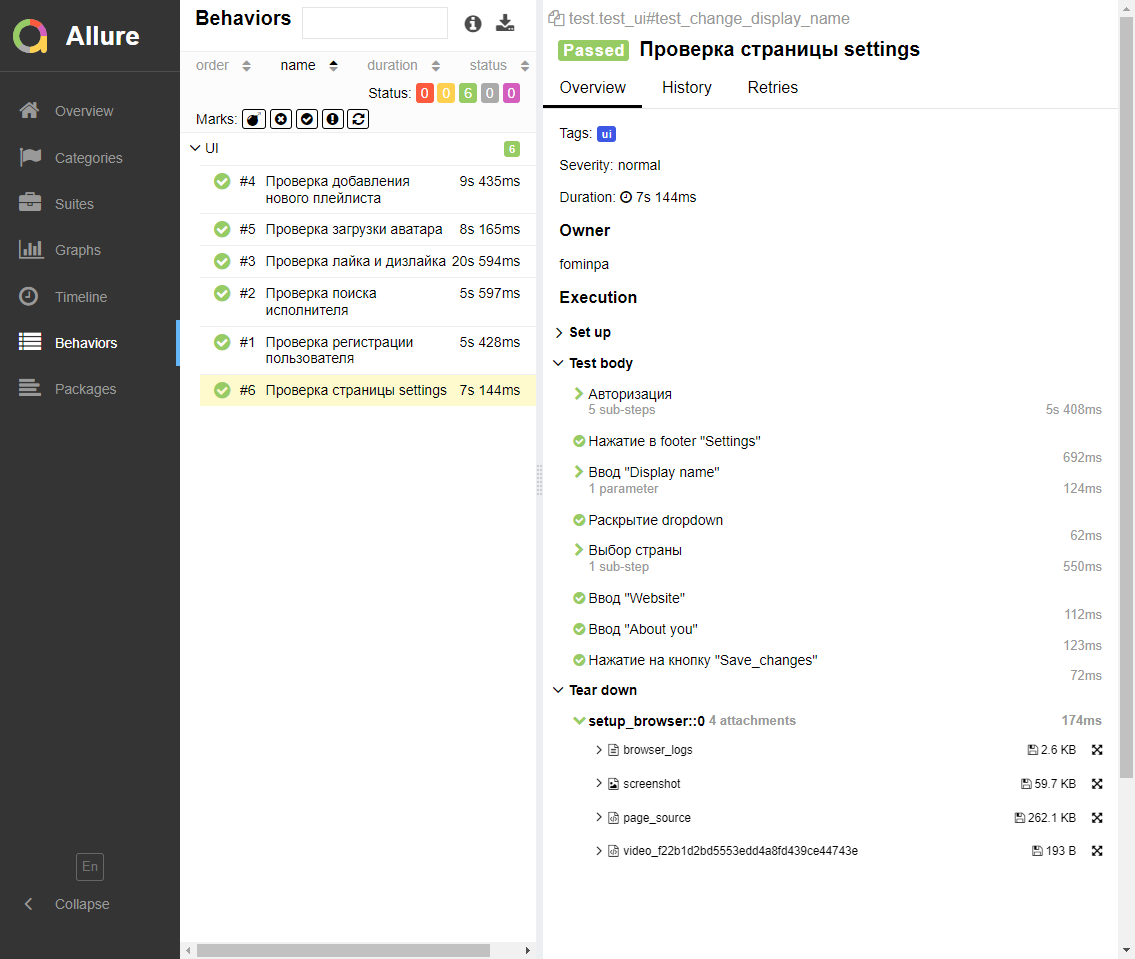 Allure
Overview
Categories
Suites
Graphs
Timeline
Behaviors
Packages
En
Collapse
Behaviors
order name duration status
Status: 0 0 6 0 0
Marks:
UI 6
#4 Проверка добавления нового плейлиста 9s 435ms
#5 Проверка загрузки аватара 8s 165ms
#3 Проверка лайка и дизлайка 20s 594ms
#2 Проверка поиска исполнителя 5s 597ms
#1 Проверка регистрации пользователя 5s 428ms
#6 Проверка страницы settings 7s 144ms
test.test_ui#test_change_display_name
Passed Проверка страницы settings
Overview History Retries
Tags: ui
Severity: normal
Duration: 7s 144ms
Owner
fominpa
Execution
Set up
Test body
Авторизация
5 sub-steps 5s 408ms
Нажатие в footer "Settings"
692ms
Ввод "Display name"
1 parameter 124ms
Раскрытие dropdown
62ms
Выбор страны
1 sub-step 550ms
Ввод "Website"
112ms
Ввод "About you"
123ms
Нажатие на кнопку "Save_changes"
72ms
Tear down
setup_browser::0 4 attachments 174ms
browser_logs 2.6 KB
screenshot 59.7 KB
page_source 262.1 KB
video_f22b1d2bd5553edd4a8fd439ce44743e 193 B